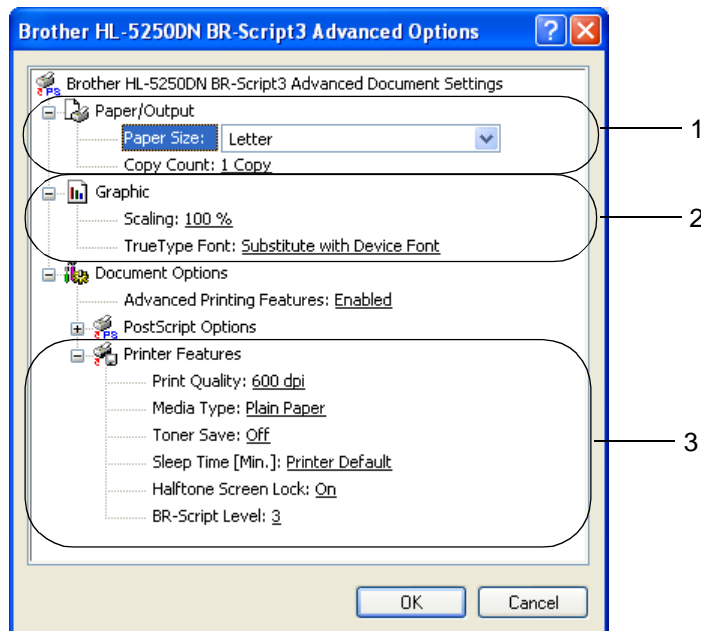 Brother HL-5250DN BR-Script3 Advanced Options
Brother HL-5250DN BR-Script3 Advanced Document Settings
Paper/Output
Paper Size: Letter
1
Copy Count: 1 Copy
Graphic
Scaling: 100 %
2
TrueType Font: Substitute with Device Font
Document Options
Advanced Printing Features: Enabled
PS PostScript Options
Printer Features
Print Quality: 600 dpi
Media Type: Plain Paper
Toner Save: Off
3
Sleep Time [Min.]: Printer Default
Halftone Screen Lock: On
BR-Script Level: 3
OK Cancel